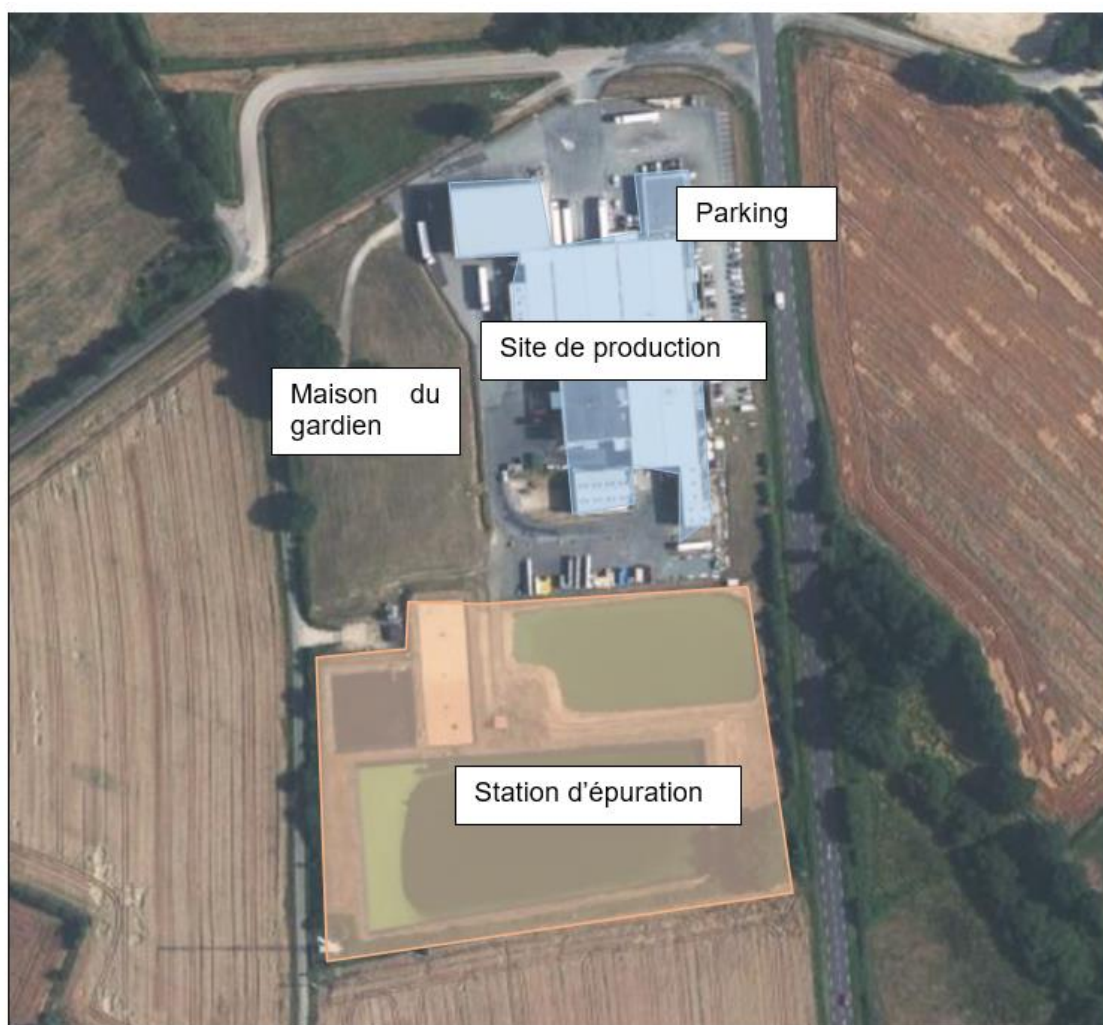 Parking
Site de production
Maison du
gardien
Station d'épuration